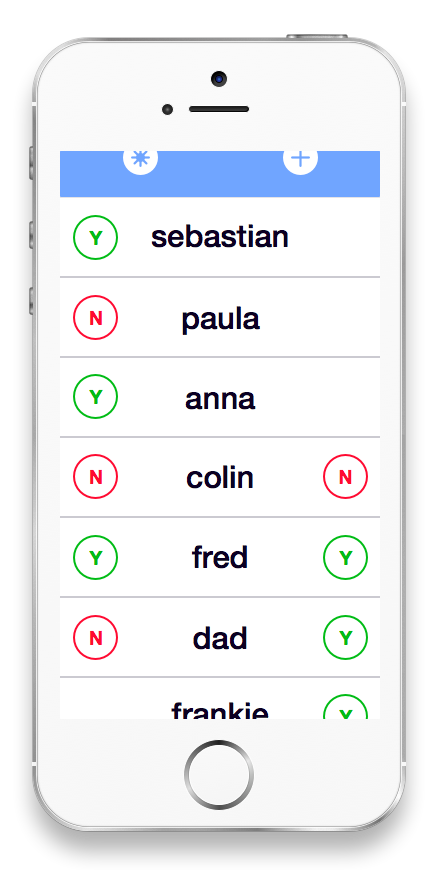 Y sebastian
N paula
Y anna
N colin N
Y fred Y
N dad Y
frankie Y